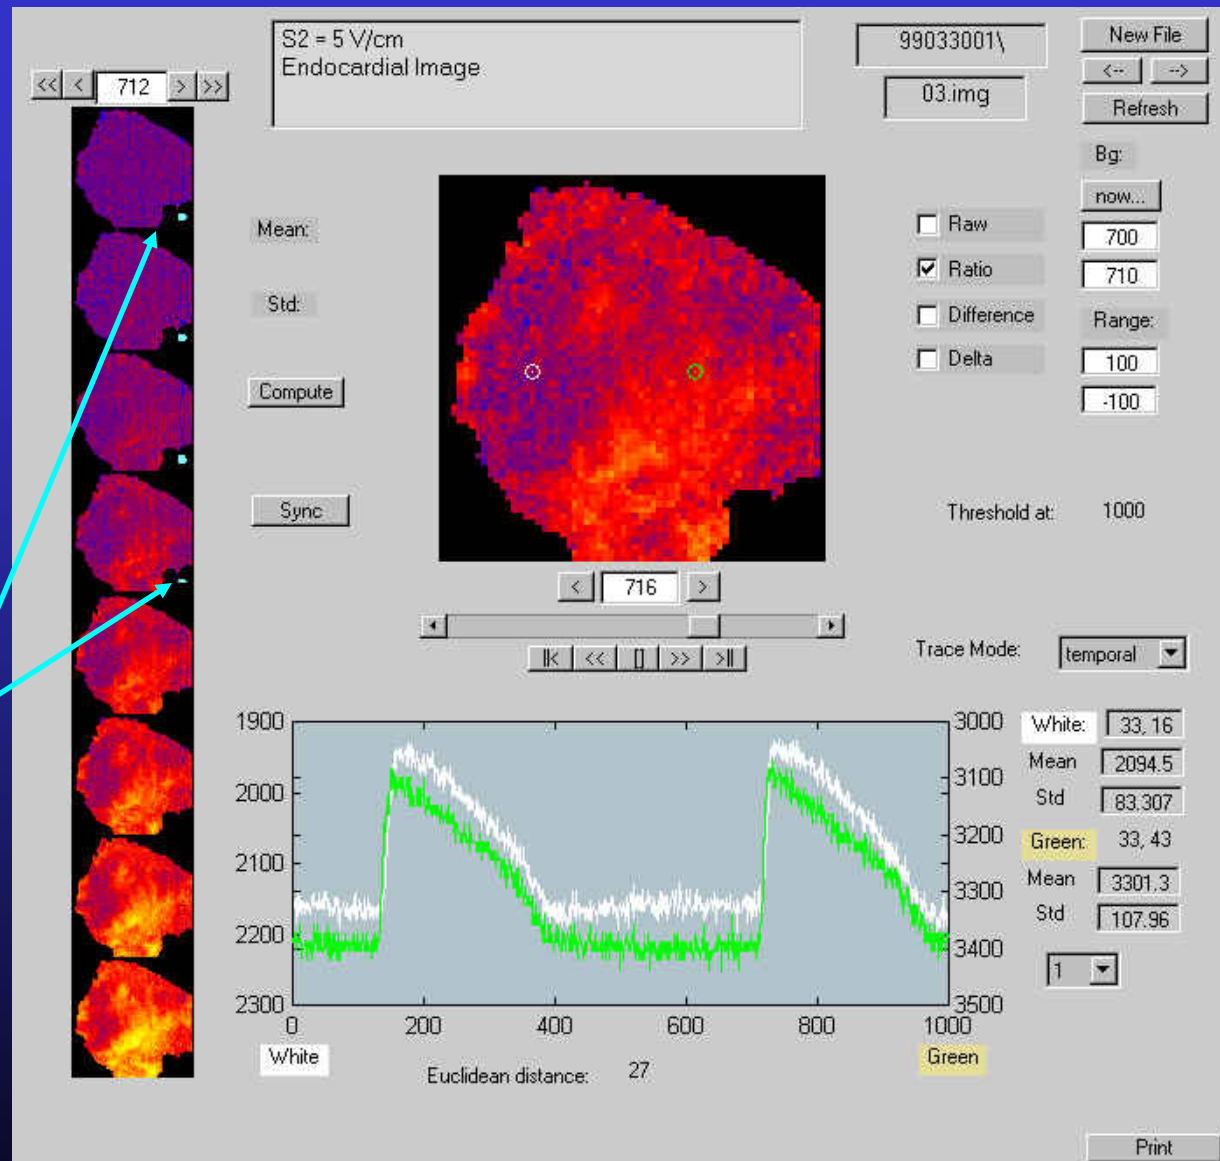 S2 = 5 V/cm
Endocardial Image
99033001\
03.img
New File
<-- -->
Refresh
<< < 712 > >>
Bg:
now...
700
710
Range:
100
-100
Mean:
Std:
Compute
Sync
Raw
Ratio
Difference
Delta
Threshold at: 1000
< 716 >
||< << [] >> >||
Trace Mode: temporal
1900
2000
2100
2200
2300
3000
3100
3200
3300
3400
3500
0 200 400 600 800 1000
White Green
Euclidean distance: 27
White: 33, 16
Mean 2094.5
Std 83.307
Green: 33, 43
Mean 3301.3
Std 107.96
1
Print